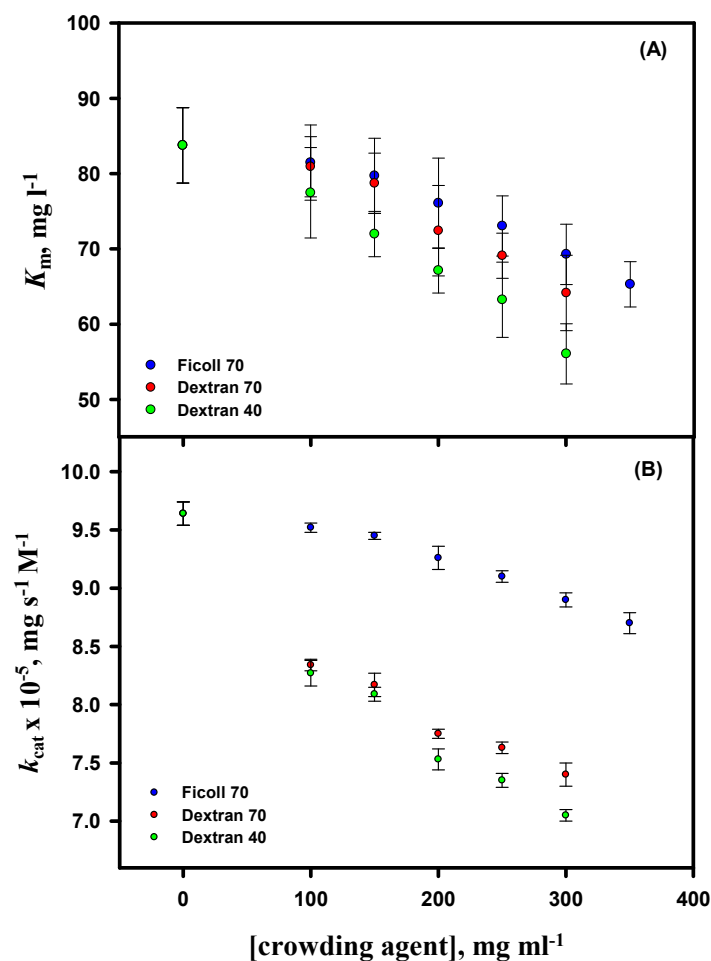 100
(A)
90
80
70
60
50
Km, mg l-1
Ficoll 70
Dextran 70
Dextran 40
10.0
(B)
9.5
9.0
8.5
8.0
7.5
7.0
kcat x 10-5, mg s-1 M-1
Ficoll 70
Dextran 70
Dextran 40
0 100 200 300 400
[crowding agent], mg ml-1